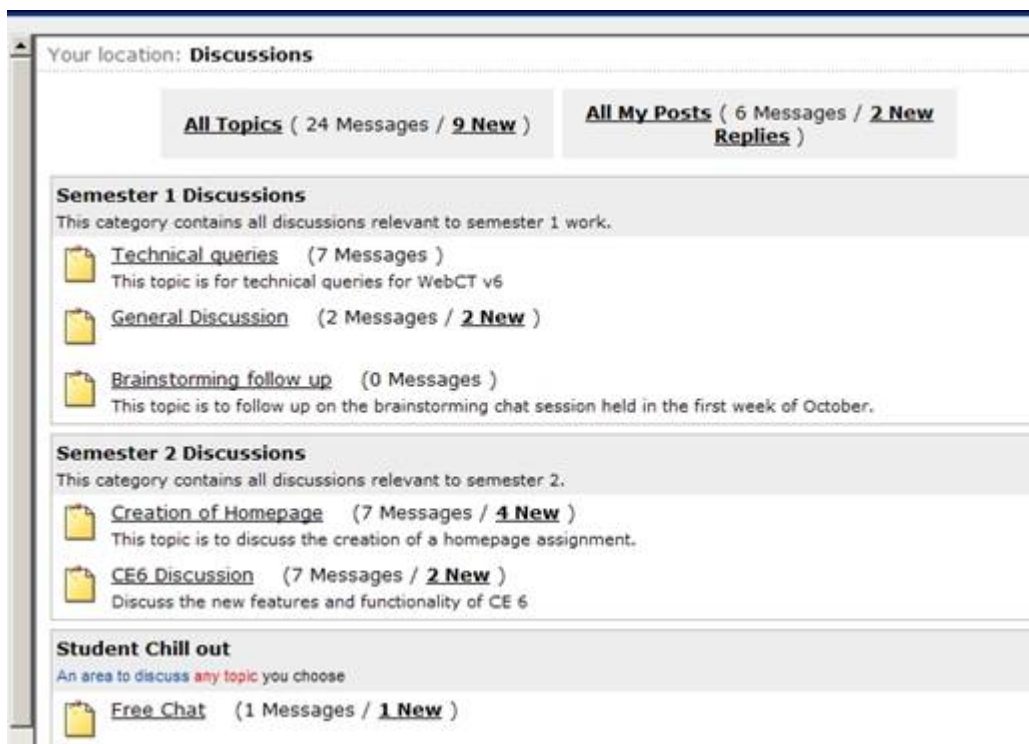 Your location: Discussions
All Topics ( 24 Messages / 9 New )
All My Posts ( 6 Messages / 2 New
Replies )
Semester 1 Discussions
This category contains all discussions relevant to semester 1 work.
Technical queries (7 Messages )
This topic is for technical queries for WebCT v6
General Discussion (2 Messages / 2 New )
Brainstorming follow up (0 Messages )
This topic is to follow up on the brainstorming chat session held in the first week of October.
Semester 2 Discussions
This category contains all discussions relevant to semester 2.
Creation of Homepage (7 Messages / 4 New )
This topic is to discuss the creation of a homepage assignment.
CE6 Discussion (7 Messages / 2 New )
Discuss the new features and functionality of CE 6
Student Chill out
An area to discuss any topic you choose
Free Chat (1 Messages / 1 New )